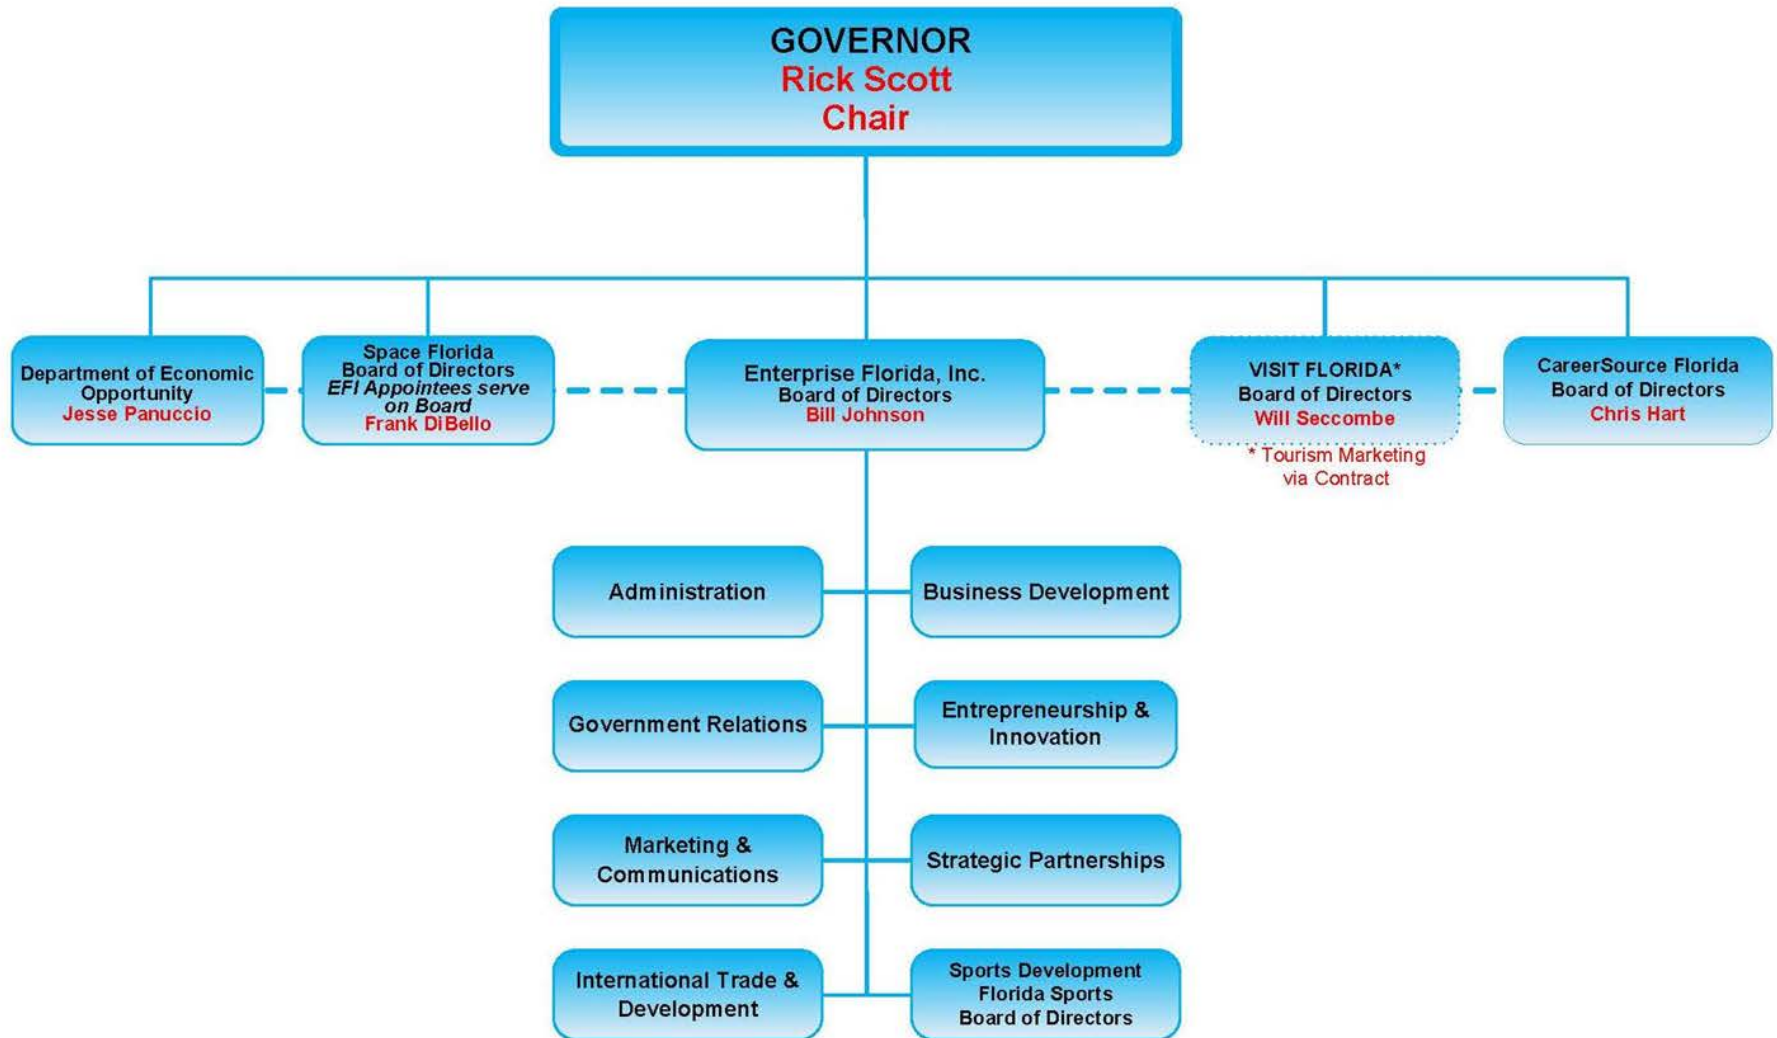 GOVERNOR
Rick Scott
Chair
Department of Economic
Opportunity
Jesse Panuccio
Space Florida
Board of Directors
EFI Appointees serve
on Board
Frank DiBello
Enterprise Florida, Inc.
Board of Directors
Bill Johnson
VISIT FLORIDA*
Board of Directors
Will Seccombe
* Tourism Marketing
via Contract
CareerSource Florida
Board of Directors
Chris Hart
Administration
Business Development
Government Relations
Entrepreneurship &
Innovation
Marketing &
Communications
Strategic Partnerships
International Trade &
Development
Sports Development
Florida Sports
Board of Directors